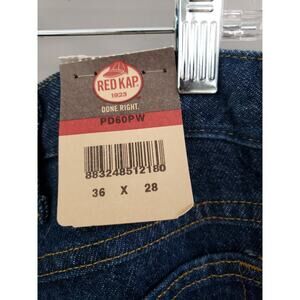 RED KAP.
1923
DONE RIGHT.
PD60PW
883248512180
36 X 28